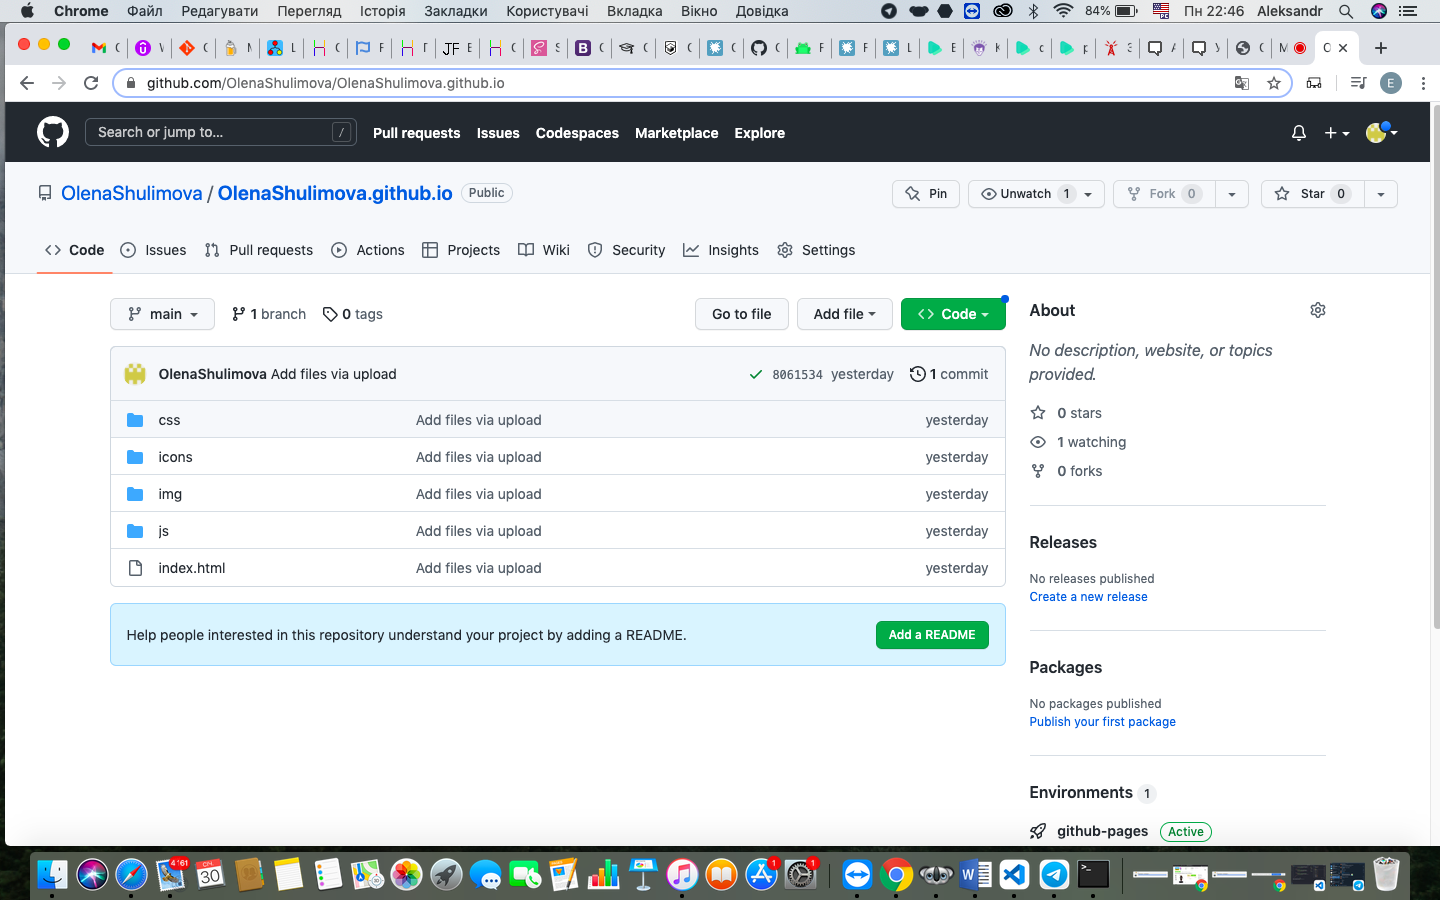 Chrome Файл Редагувати Перегляд Історія Закладки Користувачі Вкладка Вікно Довідка 84% Пн 22:46 Aleksandr
github.com/OlenaShulimova/OlenaShulimova.github.io E
Search or jump to... / Pull requests Issues Codespaces Marketplace Explore
OlenaShulimova / OlenaShulimova.github.io Public Pin Unwatch 1 Fork 0 Star 0
Code Issues Pull requests Actions Projects Wiki Security Insights Settings
main 1 branch 0 tags Go to file Add file Code
About
No description, website, or topics
provided.
OlenaShulimova Add files via upload 8061534 yesterday 1 commit
css Add files via upload yesterday
icons Add files via upload yesterday
img Add files via upload yesterday
js Add files via upload yesterday
index.html Add files via upload yesterday
0 stars
1 watching
0 forks
Releases
No releases published
Create a new release
Help people interested in this repository understand your project by adding a README. Add a README
Packages
No packages published
Publish your first package
Environments 1
github-pages Active
4 161
30
1
1